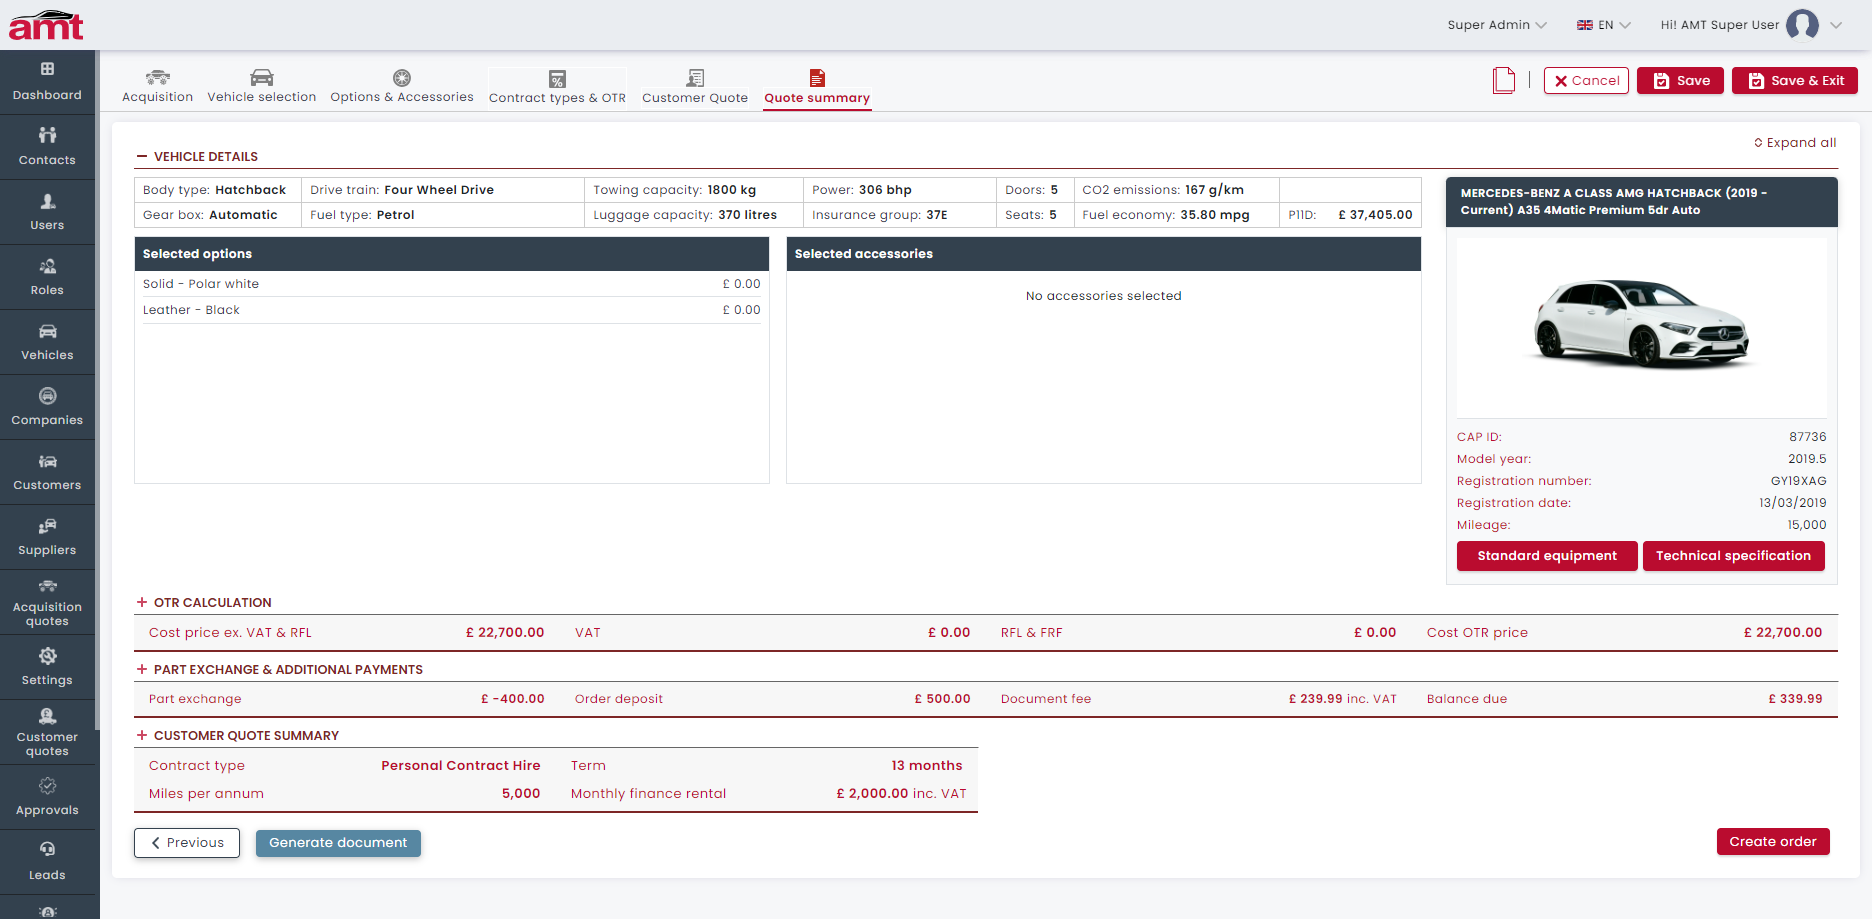 amt
Super Admin
EN
Hi! AMT Super User
Dashboard
Contacts
Users
Roles
Vehicles
Companies
Customers
Suppliers
Acquisition
quotes
Settings
Customer
quotes
Approvals
Leads
Acquisition
Vehicle selection
Options & Accessories
Contract types & OTR
Customer Quote
Quote summary
Cancel
Save
Save & Exit
Expand all
VEHICLE DETAILS
Body type: Hatchback
Drive train: Four Wheel Drive
Towing capacity: 1800 kg
Power: 306 bhp
Doors: 5
CO2 emissions: 167 g/km
Gear box: Automatic
Fuel type: Petrol
Luggage capacity: 370 litres
Insurance group: 37E
Seats: 5
Fuel economy: 35.80 mpg
P11D: £ 37,405.00
Selected options
Solid - Polar white £ 0.00
Leather - Black £ 0.00
Selected accessories
No accessories selected
MERCEDES-BENZ A CLASS AMG HATCHBACK (2019 -
Current) A35 4Matic Premium 5dr Auto
CAP ID: 87736
Model year: 2019.5
Registration number: GY19XAG
Registration date: 13/03/2019
Mileage: 15,000
Standard equipment
Technical specification
OTR CALCULATION
Cost price ex. VAT & RFL £ 22,700.00 VAT £ 0.00 RFL & FRF £ 0.00 Cost OTR price £ 22,700.00
PART EXCHANGE & ADDITIONAL PAYMENTS
Part exchange £ -400.00 Order deposit £ 500.00 Document fee £ 239.99 inc. VAT Balance due £ 339.99
CUSTOMER QUOTE SUMMARY
Contract type Personal Contract Hire Term 13 months
Miles per annum 5,000 Monthly finance rental £ 2,000.00 inc. VAT
Previous
Generate document
Create order